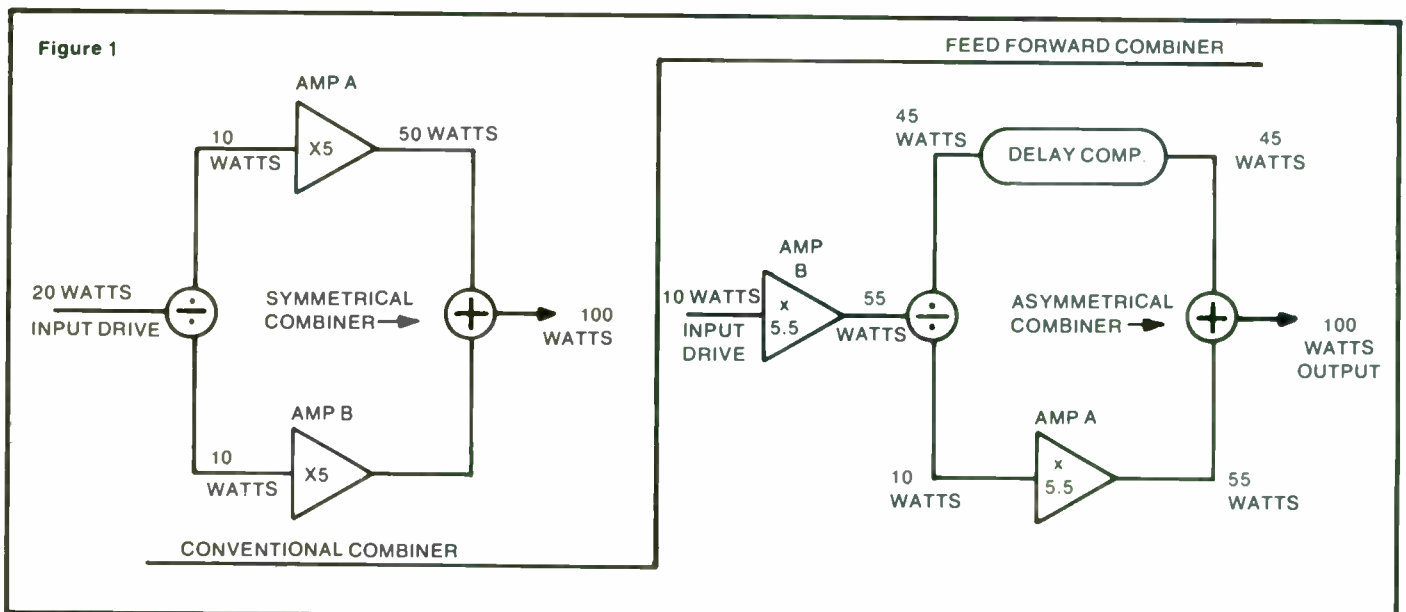 Figure 1
AMP A
10
WATTS
X5
50 WATTS
20 WATTS
INPUT DRIVE
÷
SYMMETRICAL
COMBINER
+
100
WATTS
AMP B
10
WATTS
X5
CONVENTIONAL COMBINER
FEED FORWARD COMBINER
45
WATTS
DELAY COMP.
45
WATTS
AMP
B
10 WATTS
INPUT
DRIVE
x
5.5
55
WATTS
÷
ASYMMETRICAL
COMBINER
+
100
WATTS
OUTPUT
AMP A
10
WATTS
x
5.5
55
WATTS